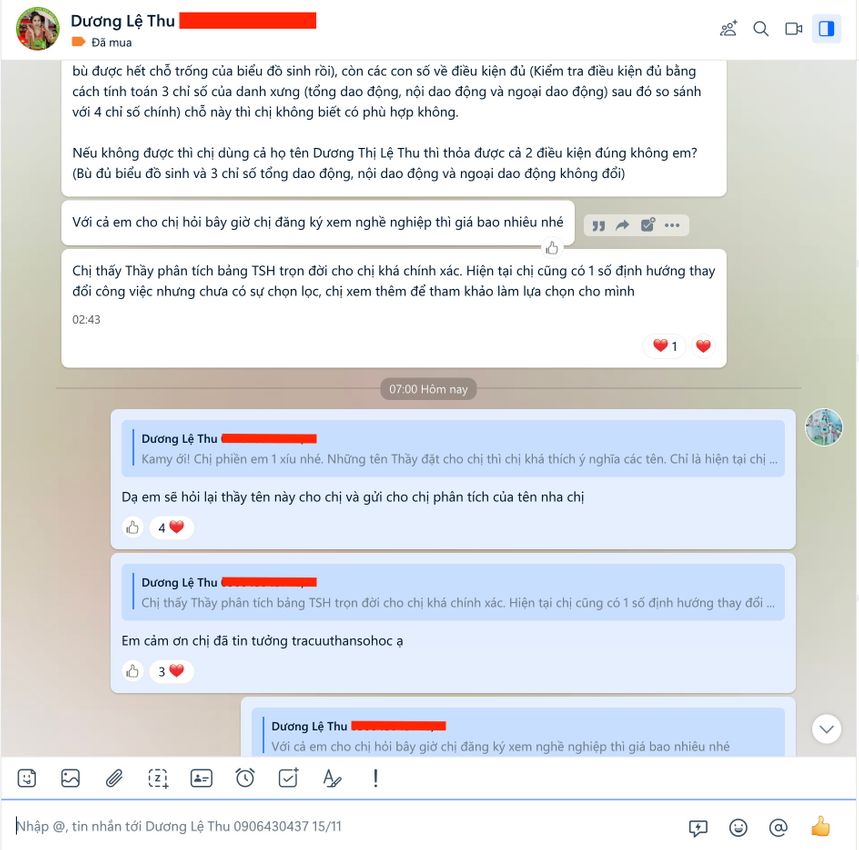 Dương Lệ Thu
Đã mua
bù được hết chỗ trống của biểu đồ sinh rồi), còn các con số về điều kiện đủ (Kiểm tra điều kiện đủ bằng
cách tính toán 3 chỉ số của danh xưng (tổng dao động, nội dao động và ngoại dao động) sau đó so sánh
với 4 chỉ số chính) chỗ này thì chị không biết có phù hợp không.
Nếu không được thì chị dùng cả họ tên Dương Thị Lệ Thu thì thỏa được cả 2 điều kiện đúng không em?
(Bù đủ biểu đồ sinh và 3 chỉ số tổng dao động, nội dao động và ngoại dao động không đổi)
Với cả em cho chị hỏi bây giờ chị đăng ký xem nghề nghiệp thì giá bao nhiêu nhé
Chị thấy Thầy phân tích bảng TSH trọn đời cho chị khá chính xác. Hiện tại chị cũng có 1 số định hướng thay
đổi công việc nhưng chưa có sự chọn lọc, chị xem thêm để tham khảo làm lựa chọn cho mình
02:43
1
07:00 Hôm nay
Dương Lệ Thu
Kamy ới! Chị phiền em 1 xíu nhé. Những tên Thầy đặt cho chị thì chị khá thích ý nghĩa các tên. Chỉ là hiện tại chị ...
Dạ em sẽ hỏi lại thầy tên này cho chị và gửi cho chị phân tích của tên nha chị
4
Dương Lệ Thu
Chị thấy Thầy phân tích bảng TSH trọn đời cho chị khá chính xác. Hiện tại chị cũng có 1 số định hướng thay đổi ...
Em cảm ơn chị đã tin tưởng tracuuthansohoc ạ
3
Dương Lệ Thu
Với cả em cho chị hỏi bây giờ chị đăng ký xem nghề nghiệp thì giá bao nhiêu nhé
Nhập @, tin nhắn tới Dương Lệ Thu 0906430437 15/11